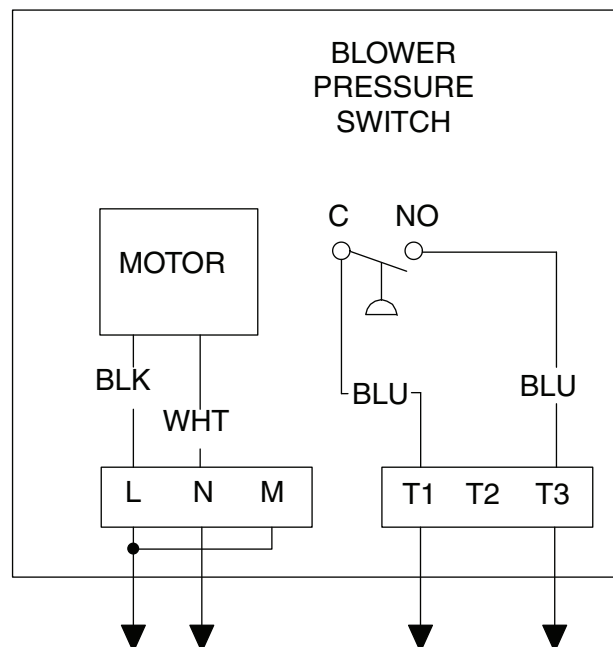 BLOWER
PRESSURE
SWITCH
C NO
MOTOR
BLK
WHT
BLU
BLU
L N M
T1 T2 T3